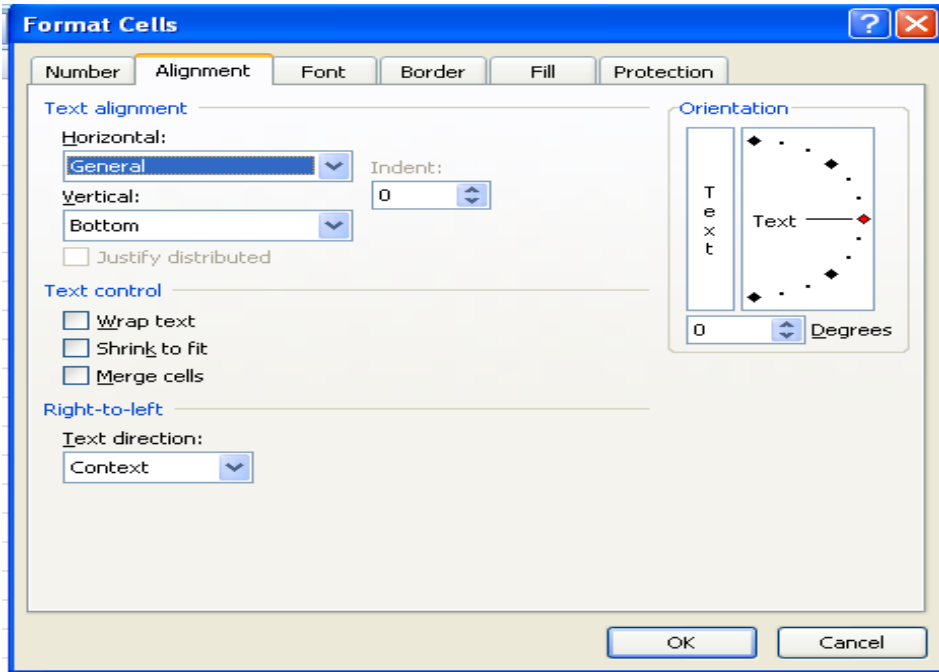 Format Cells
?
Number Alignment Font Border Fill Protection
Text alignment
Horizontal:
General
Indent:
0
Vertical:
Bottom
Justify distributed
Text control
Wrap text
Shrink to fit
Merge cells
Right-to-left
Text direction:
Context
Orientation
Text
Text
0 Degrees
OK Cancel